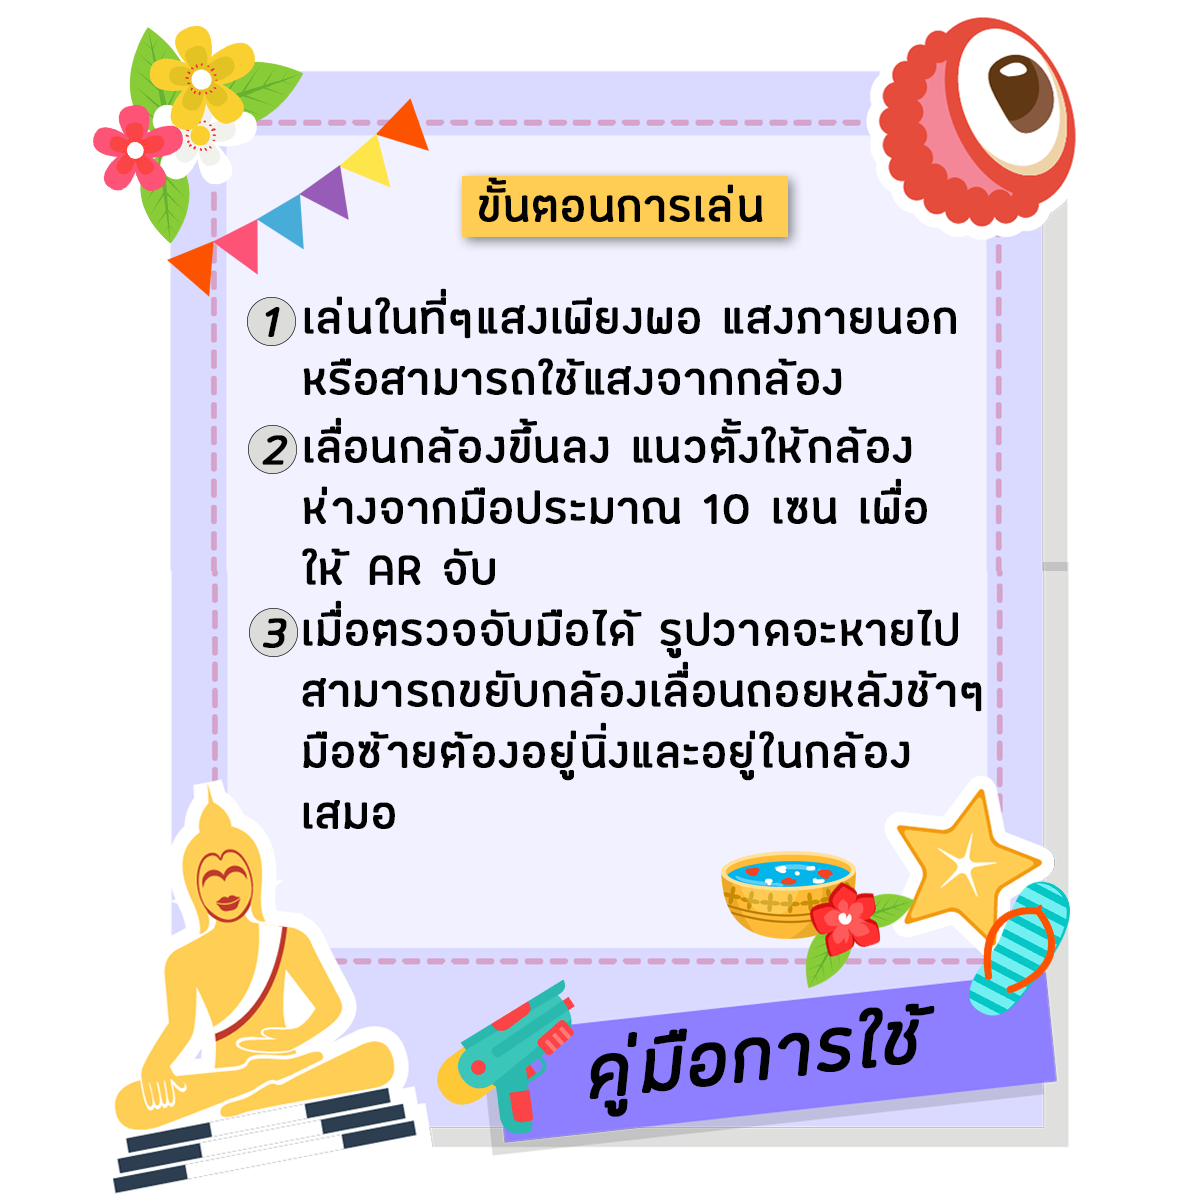 ขั้นตอนการเล่น
1 เล่นในที่ๆแสงเพียงพอ แสงภายนอก
หรือสามารถใช้แสงจากกล้อง
2 เลื่อนกล้องขึ้นลง แนวตั้งให้กล้อง
ห่างจากมือประมาณ 10 เซน เพื่อ
ให้ AR จับ
3 เมื่อตรวจจับมือได้ รูปวาดจะหายไป
สามารถขยับกล้องเลื่อนถอยหลังช้าๆ
มือซ้ายต้องอยู่นิ่งและอยู่ในกล้อง
เสมอ
คู่มือการใช้